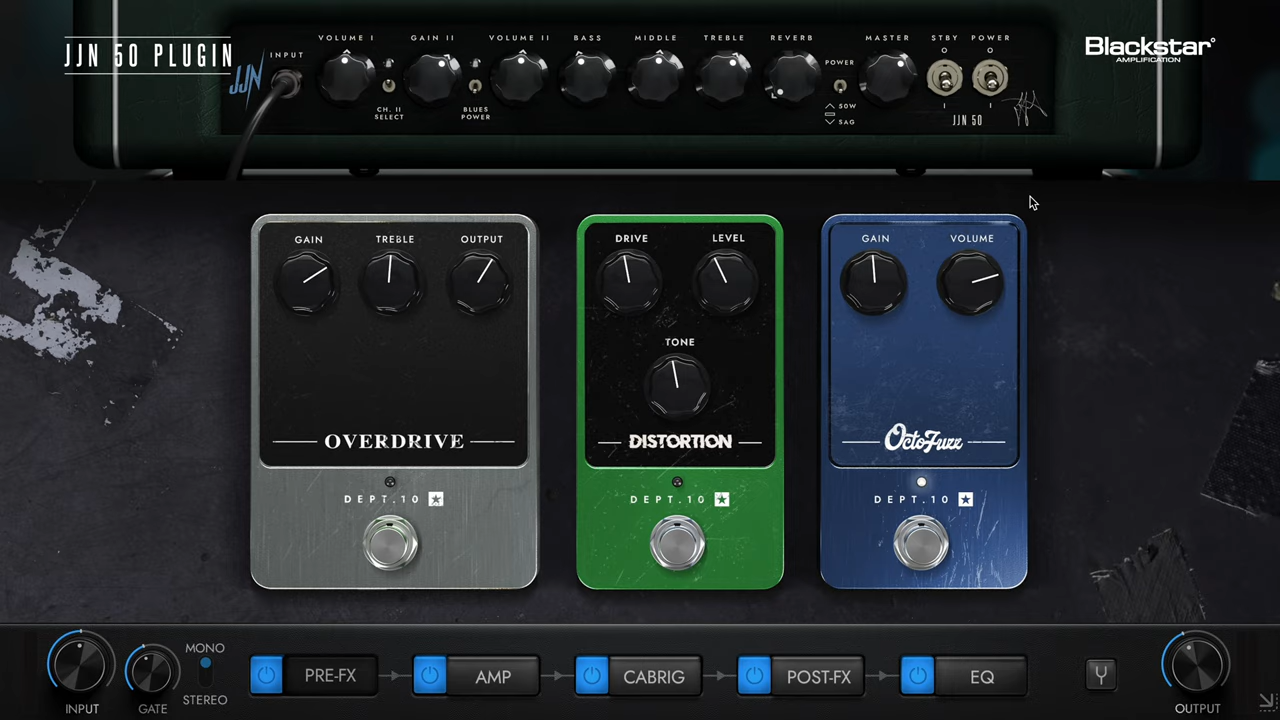 JJN 50 PLUGIN
JJN
INPUT
VOLUME I
GAIN II
VOLUME II
BASS
MIDDLE
TREBLE
REVERB
MASTER
STBY
POWER
O
O
CH. II
SELECT
BLUES
POWER
POWER
50W
SAG
I
I
JJN 50
Blackstar
AMPLIFICATION
GAIN
TREBLE
OUTPUT
OVERDRIVE
DEPT.10
DRIVE
LEVEL
TONE
DISTORTION
DEPT.10
GAIN
VOLUME
OctoFuzz
DEPT.10
INPUT
GATE
MONO
STEREO
PRE-FX
AMP
CABRIG
POST-FX
EQ
OUTPUT